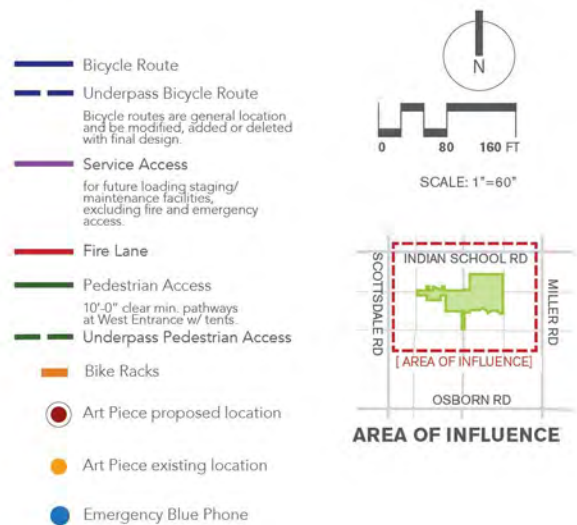 Bicycle Route
Underpass Bicycle Route
Bicycle routes are general location
and be modified, added or deleted
with final design.
Service Access
for future loading staging/
maintenance facilities,
excluding fire and emergency
access.
Fire Lane
Pedestrian Access
10'-0" clear min. pathways
at West Entrance w/ tents.
Underpass Pedestrian Access
Bike Racks
Art Piece proposed location
Art Piece existing location
Emergency Blue Phone
N
0 80 160 FT
SCALE: 1"=60"
INDIAN SCHOOL RD
SCOTTSDALE RD
MILLER RD
[ AREA OF INFLUENCE]
OSBORN RD
AREA OF INFLUENCE